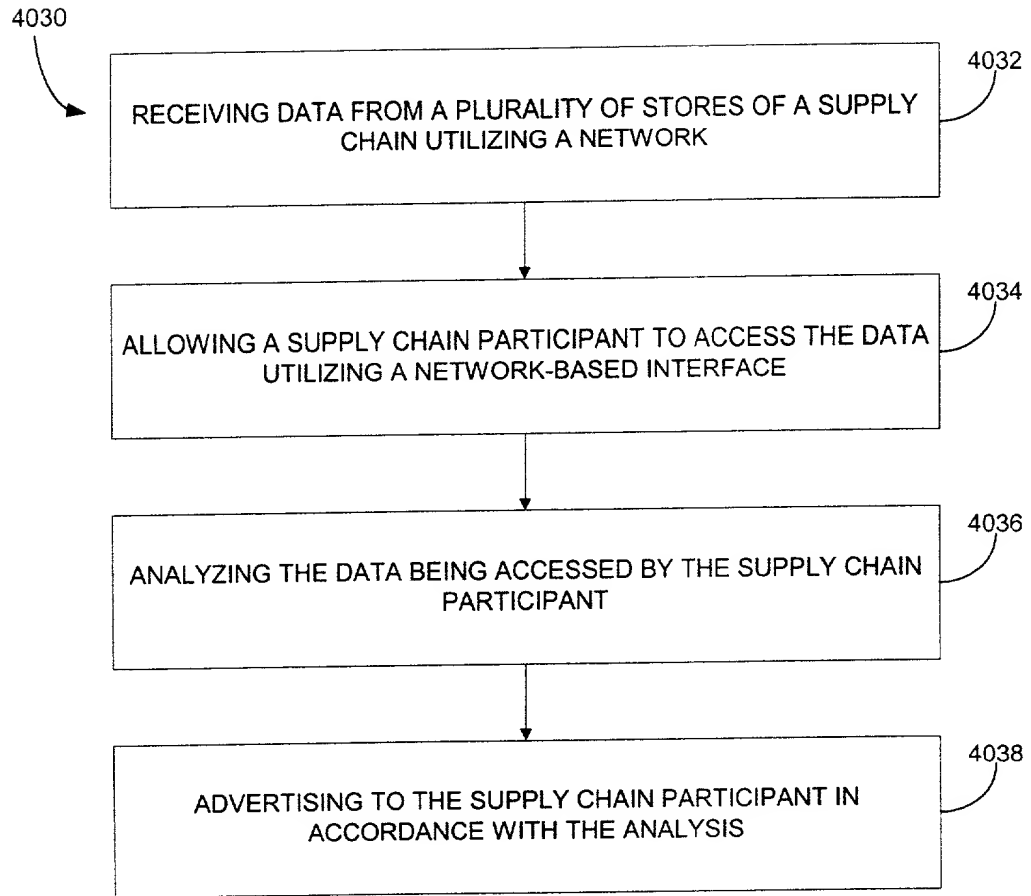 4030
4032
RECEIVING DATA FROM A PLURALITY OF STORES OF A SUPPLY
CHAIN UTILIZING A NETWORK
4034
ALLOWING A SUPPLY CHAIN PARTICIPANT TO ACCESS THE DATA
UTILIZING A NETWORK-BASED INTERFACE
4036
ANALYZING THE DATA BEING ACCESSED BY THE SUPPLY CHAIN
PARTICIPANT
4038
ADVERTISING TO THE SUPPLY CHAIN PARTICIPANT IN
ACCORDANCE WITH THE ANALYSIS